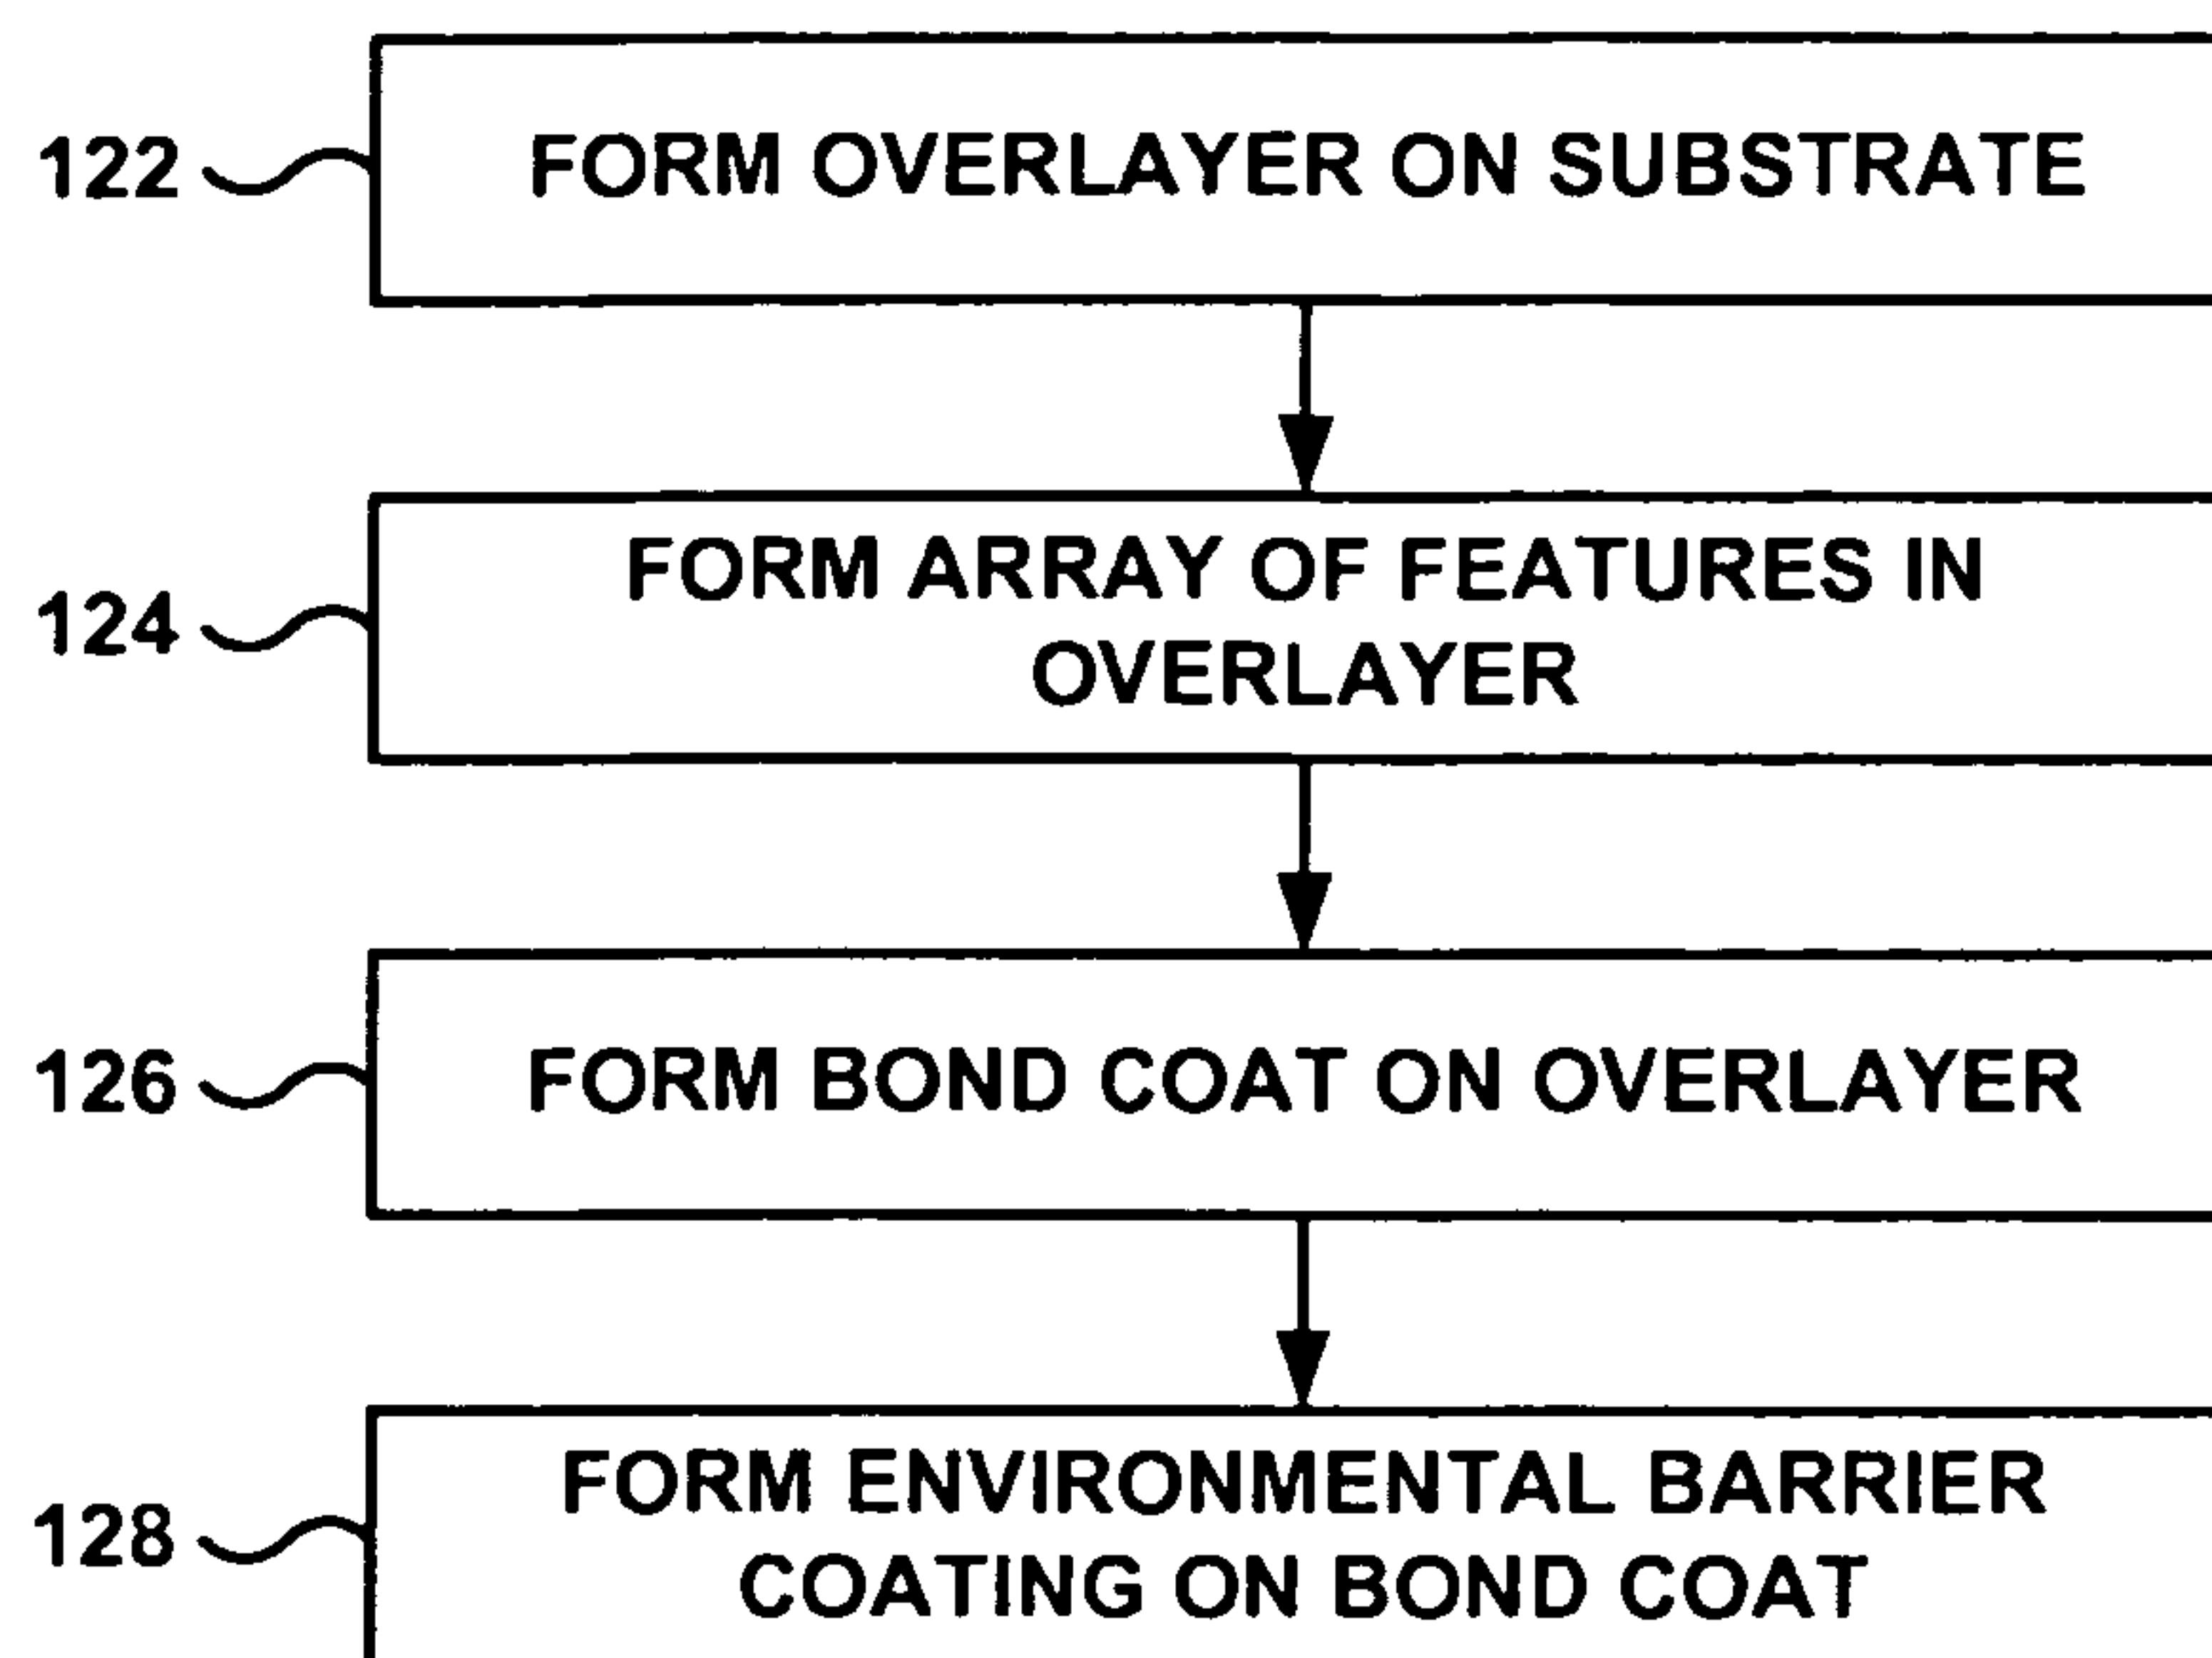 122
FORM OVERLAYER ON SUBSTRATE
124
FORM ARRAY OF FEATURES IN
OVERLAYER
126
FORM BOND COAT ON OVERLAYER
128
FORM ENVIRONMENTAL BARRIER
COATING ON BOND COAT